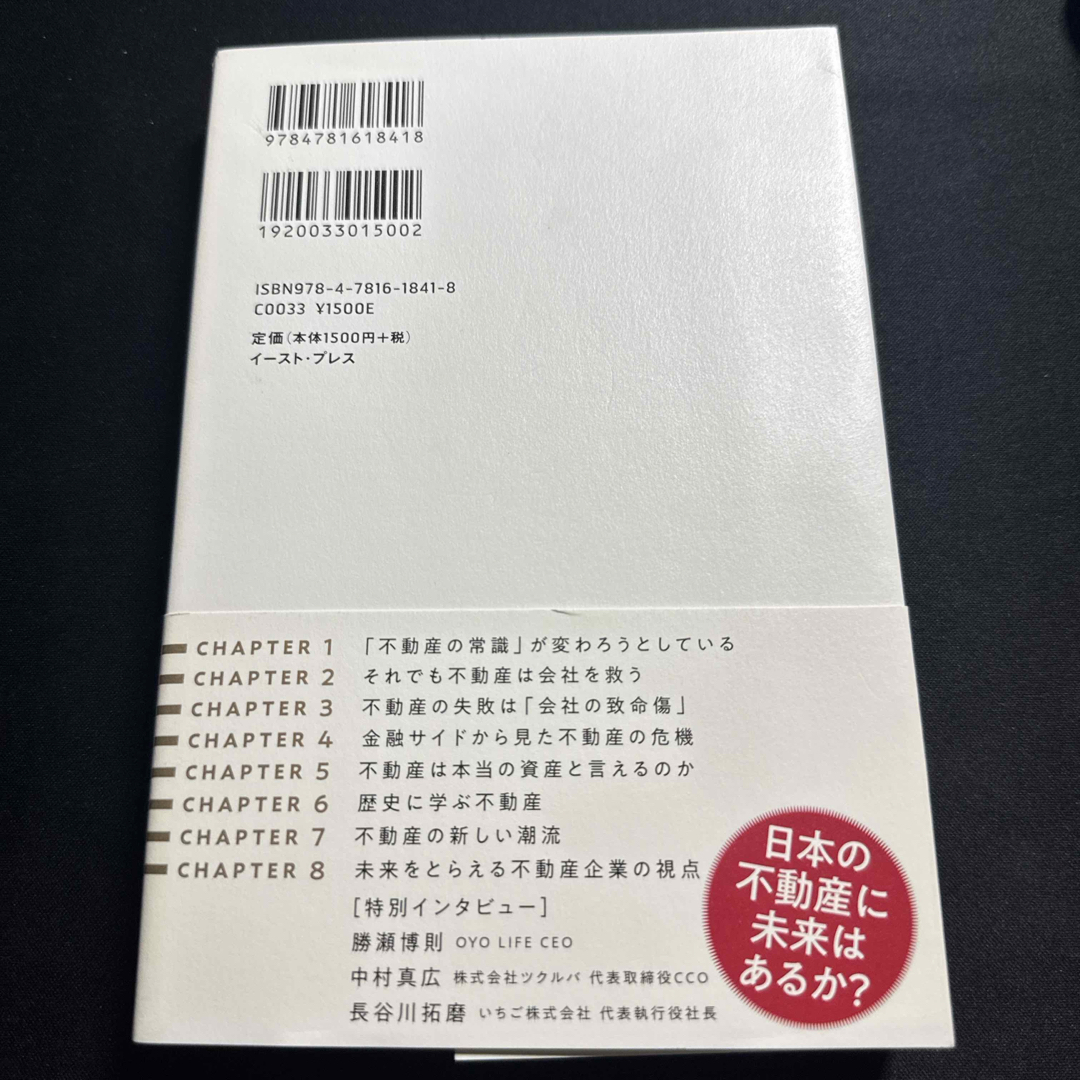 9784781618418
1920033015002
ISBN978-4-7816-1841-8
C0033 ¥1500E
定価(本体1500円+税)
イースト・プレス
CHAPTER 1 「不動産の常識」が変わろうとしている
CHAPTER 2 それでも不動産は会社を救う
CHAPTER 3 不動産の失敗は「会社の致命傷」
CHAPTER 4 金融サイドから見た不動産の危機
CHAPTER 5 不動産は本当の資産と言えるのか
CHAPTER 6 歴史に学ぶ不動産
CHAPTER 7 不動産の新しい潮流
CHAPTER 8 未来をとらえる不動産企業の視点
[特別インタビュー]
勝瀬博則 OYO LIFE CEO
中村真広 株式会社ツクルバ 代表取締役CCO
長谷川拓磨 いちご株式会社 代表執行役社長
日本の
不動産に
未来は
あるか?